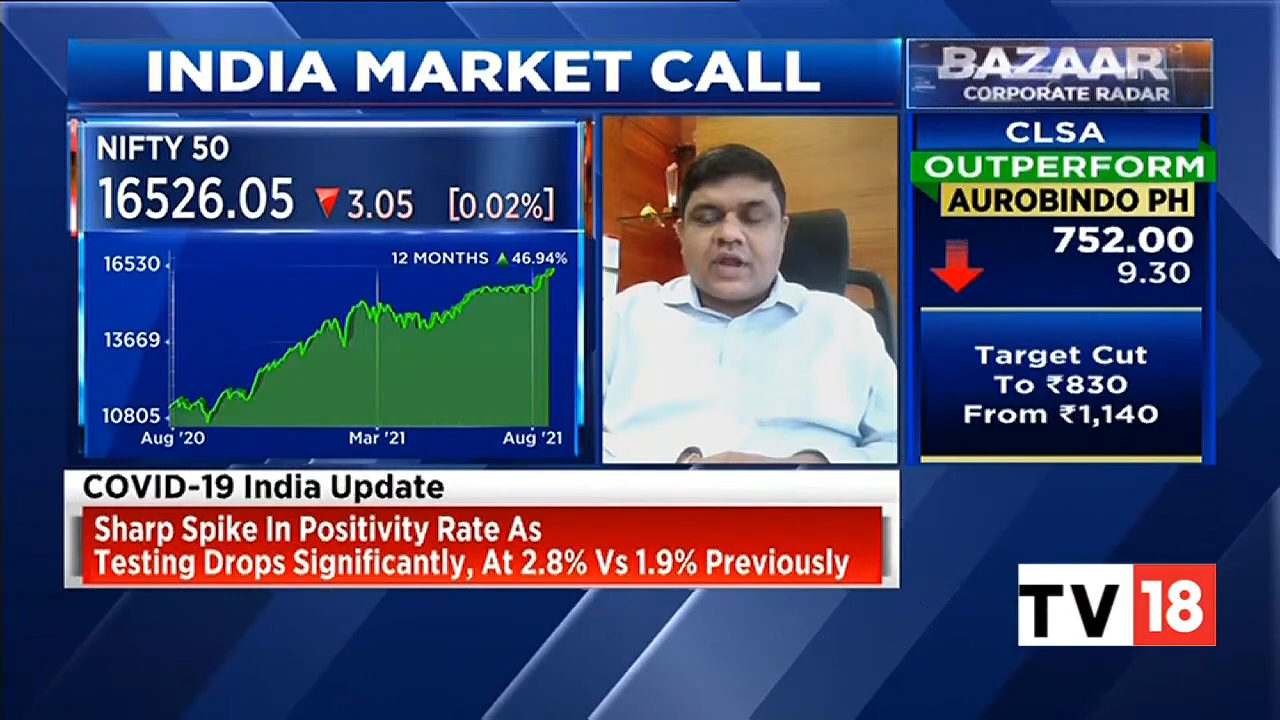 INDIA MARKET CALL
BAZAAR
CORPORATE RADAR
NIFTY 50
16526.05 ▼ 3.05 [0.02%]
12 MONTHS ▲ 46.94%
16530
13669
10805
Aug '20 Mar '21 Aug '21
CLSA
OUTPERFORM
AUROBINDO PH
752.00
9.30
Target Cut
To ₹830
From ₹1,140
COVID-19 India Update
Sharp Spike In Positivity Rate As
Testing Drops Significantly, At 2.8% Vs 1.9% Previously
TV18